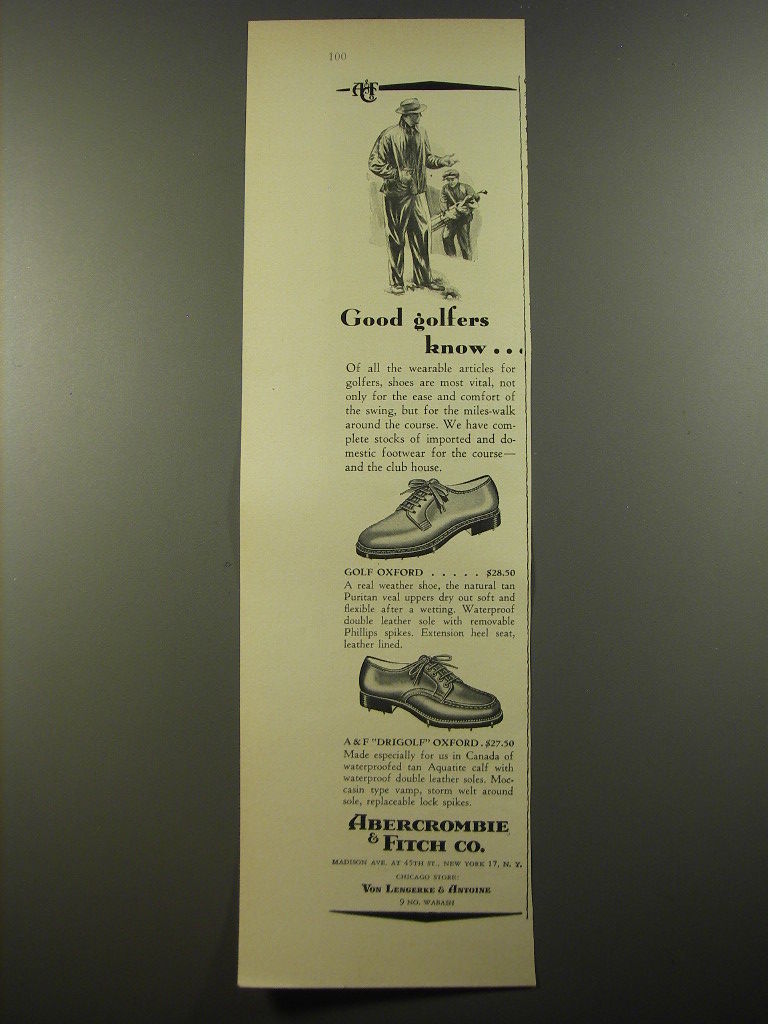 100
A&F Co
Good golfers
know...
Of all the wearable articles for
golfers, shoes are most vital, not
only for the ease and comfort of
the swing, but for the miles-walk
around the course. We have com-
plete stocks of imported and do-
mestic footwear for the course—
and the club house.
GOLF OXFORD . . . . . $28.50
A real weather shoe, the natural tan
Puritan veal uppers dry out soft and
flexible after a wetting. Waterproof
double leather sole with removable
Phillips spikes. Extension heel seat,
leather lined.
A & F "DRIGOLF" OXFORD . $27.50
Made especially for us in Canada of
waterproofed tan Aquatite calf with
waterproof double leather soles. Moc-
casin type vamp, storm welt around
sole, replaceable lock spikes.
ABERCROMBIE
& FITCH CO.
MADISON AVE. AT 45TH ST., NEW YORK 17, N. Y.
CHICAGO STORE:
VON LENGERKE & ANTOINE
9 NO. WABASH